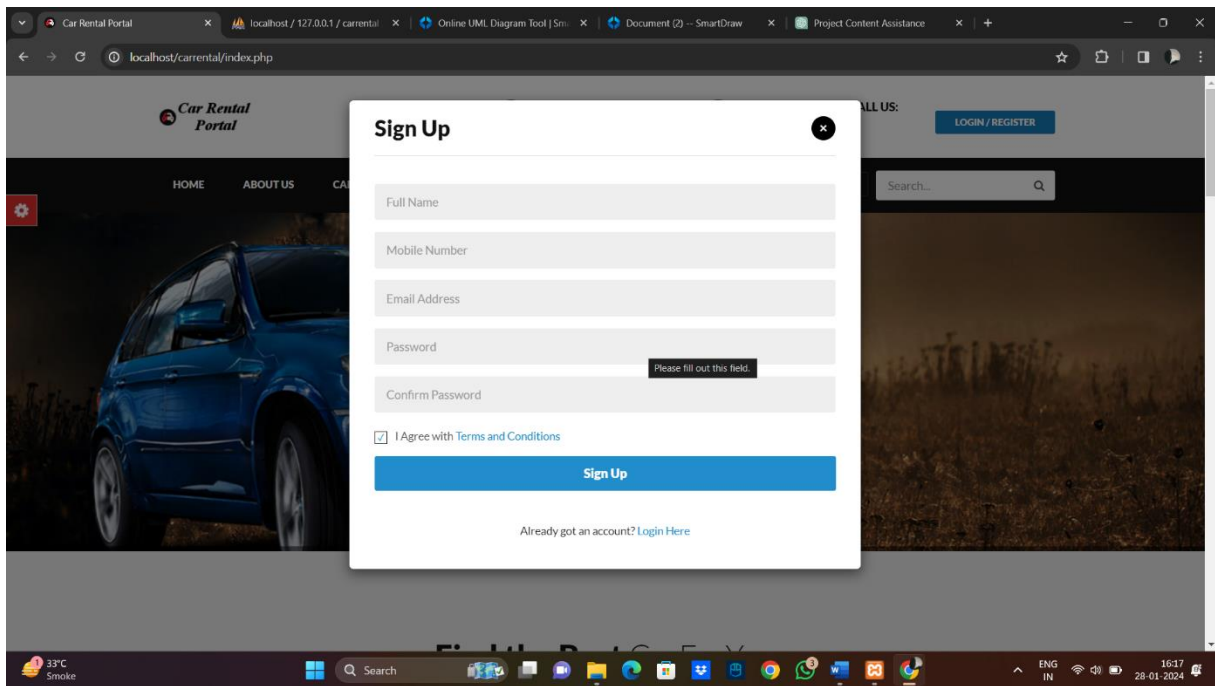 Car Rental Portal
localhost / 127.0.0.1 / carrental
Online UML Diagram Tool | Sma
Document (2) -- SmartDraw
Project Content Assistance
localhost/carrental/index.php
Car Rental
Portal
ALL US:
LOGIN / REGISTER
HOME ABOUT US CA
Search...
Sign Up
Full Name
Mobile Number
Email Address
Password
Please fill out this field.
Confirm Password
I Agree with Terms and Conditions
Sign Up
Already got an account? Login Here
33°C
Smoke
Search
ENG
IN
16:17
28-01-2024